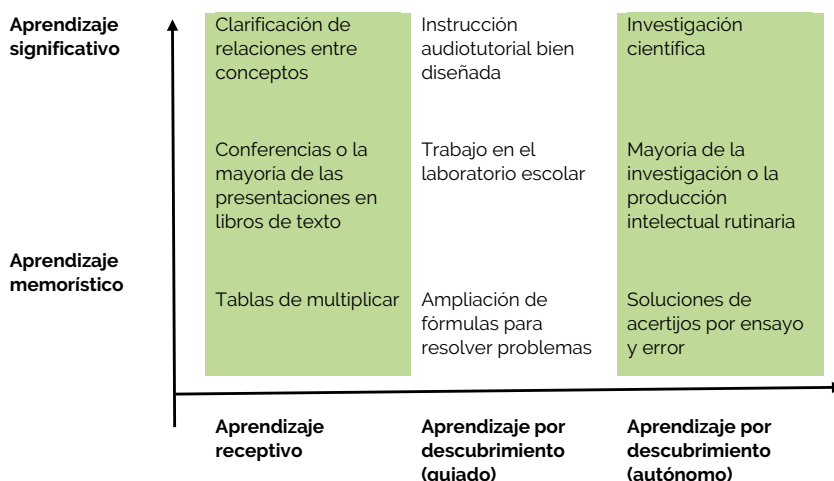 Aprendizaje
significativo
Clarificación de
relaciones entre
conceptos
Instrucción
audiotutorial bien
diseñada
Investigación
científica
Conferencias o la
mayoría de las
presentaciones en
libros de texto
Trabajo en el
laboratorio escolar
Mayoría de la
investigación o la
producción
intelectual rutinaria
Aprendizaje
memorístico
Tablas de multiplicar
Ampliación de
fórmulas para
resolver problemas
Soluciones de
acertijos por ensayo
y error
Aprendizaje
receptivo
Aprendizaje por
descubrimiento
(guiado)
Aprendizaje por
descubrimiento
(autónomo)